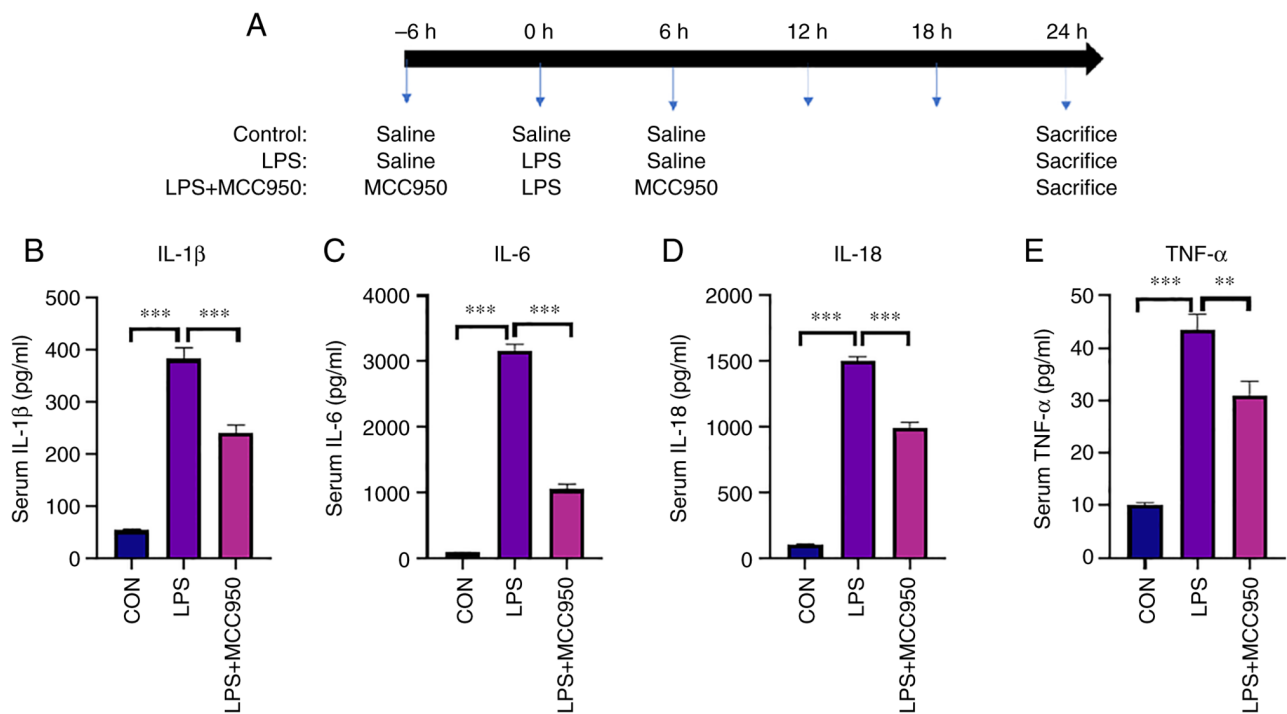 A
–6 h 0 h 6 h 12 h 18 h 24 h
Control: Saline Saline Saline Sacrifice
LPS: Saline LPS Saline Sacrifice
LPS+MCC950: MCC950 LPS MCC950 Sacrifice
B
IL-1β
*** ***
Serum IL-1β (pg/ml)
500
400
300
200
100
0
CON
LPS
LPS+MCC950
C
IL-6
*** ***
Serum IL-6 (pg/ml)
4000
3000
2000
1000
0
CON
LPS
LPS+MCC950
D
IL-18
*** ***
Serum IL-18 (pg/ml)
2000
1500
1000
500
0
CON
LPS
LPS+MCC950
E
TNF-α
*** **
Serum TNF-α (pg/ml)
50
40
30
20
10
0
CON
LPS
LPS+MCC950